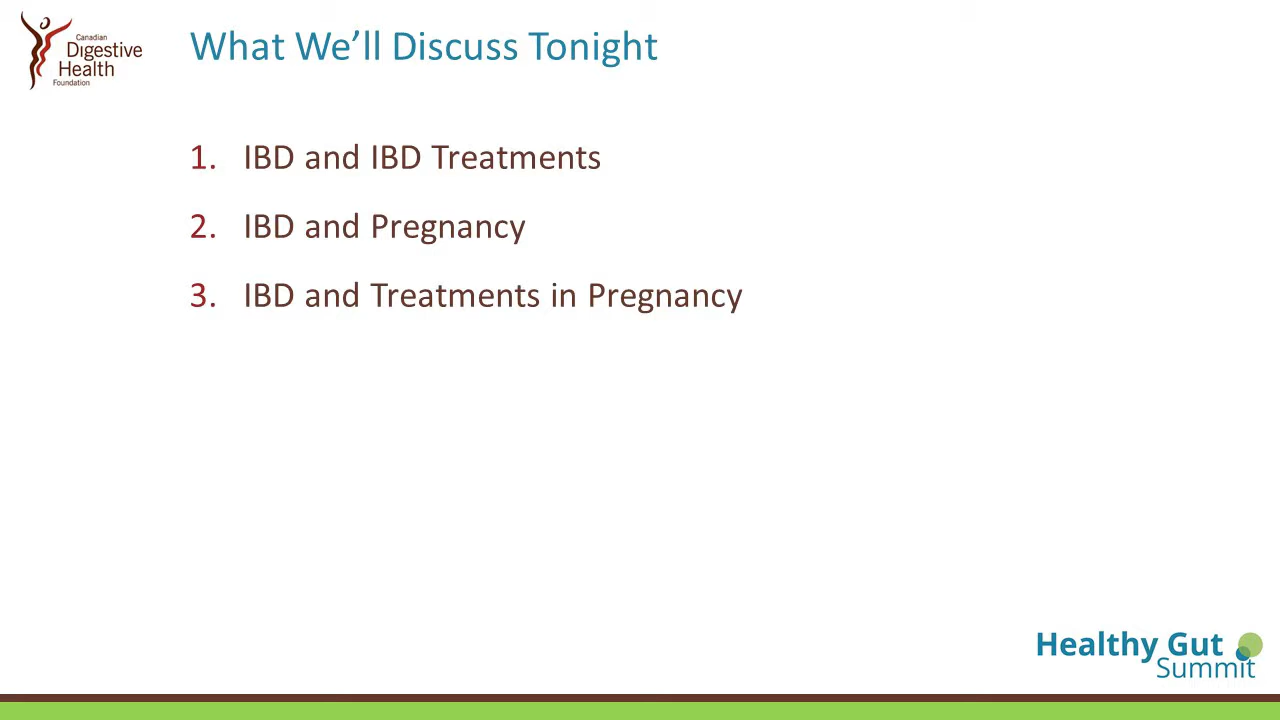 Canadian
Digestive
Health
Foundation
What We’ll Discuss Tonight
1. IBD and IBD Treatments
2. IBD and Pregnancy
3. IBD and Treatments in Pregnancy
Healthy Gut
Summit